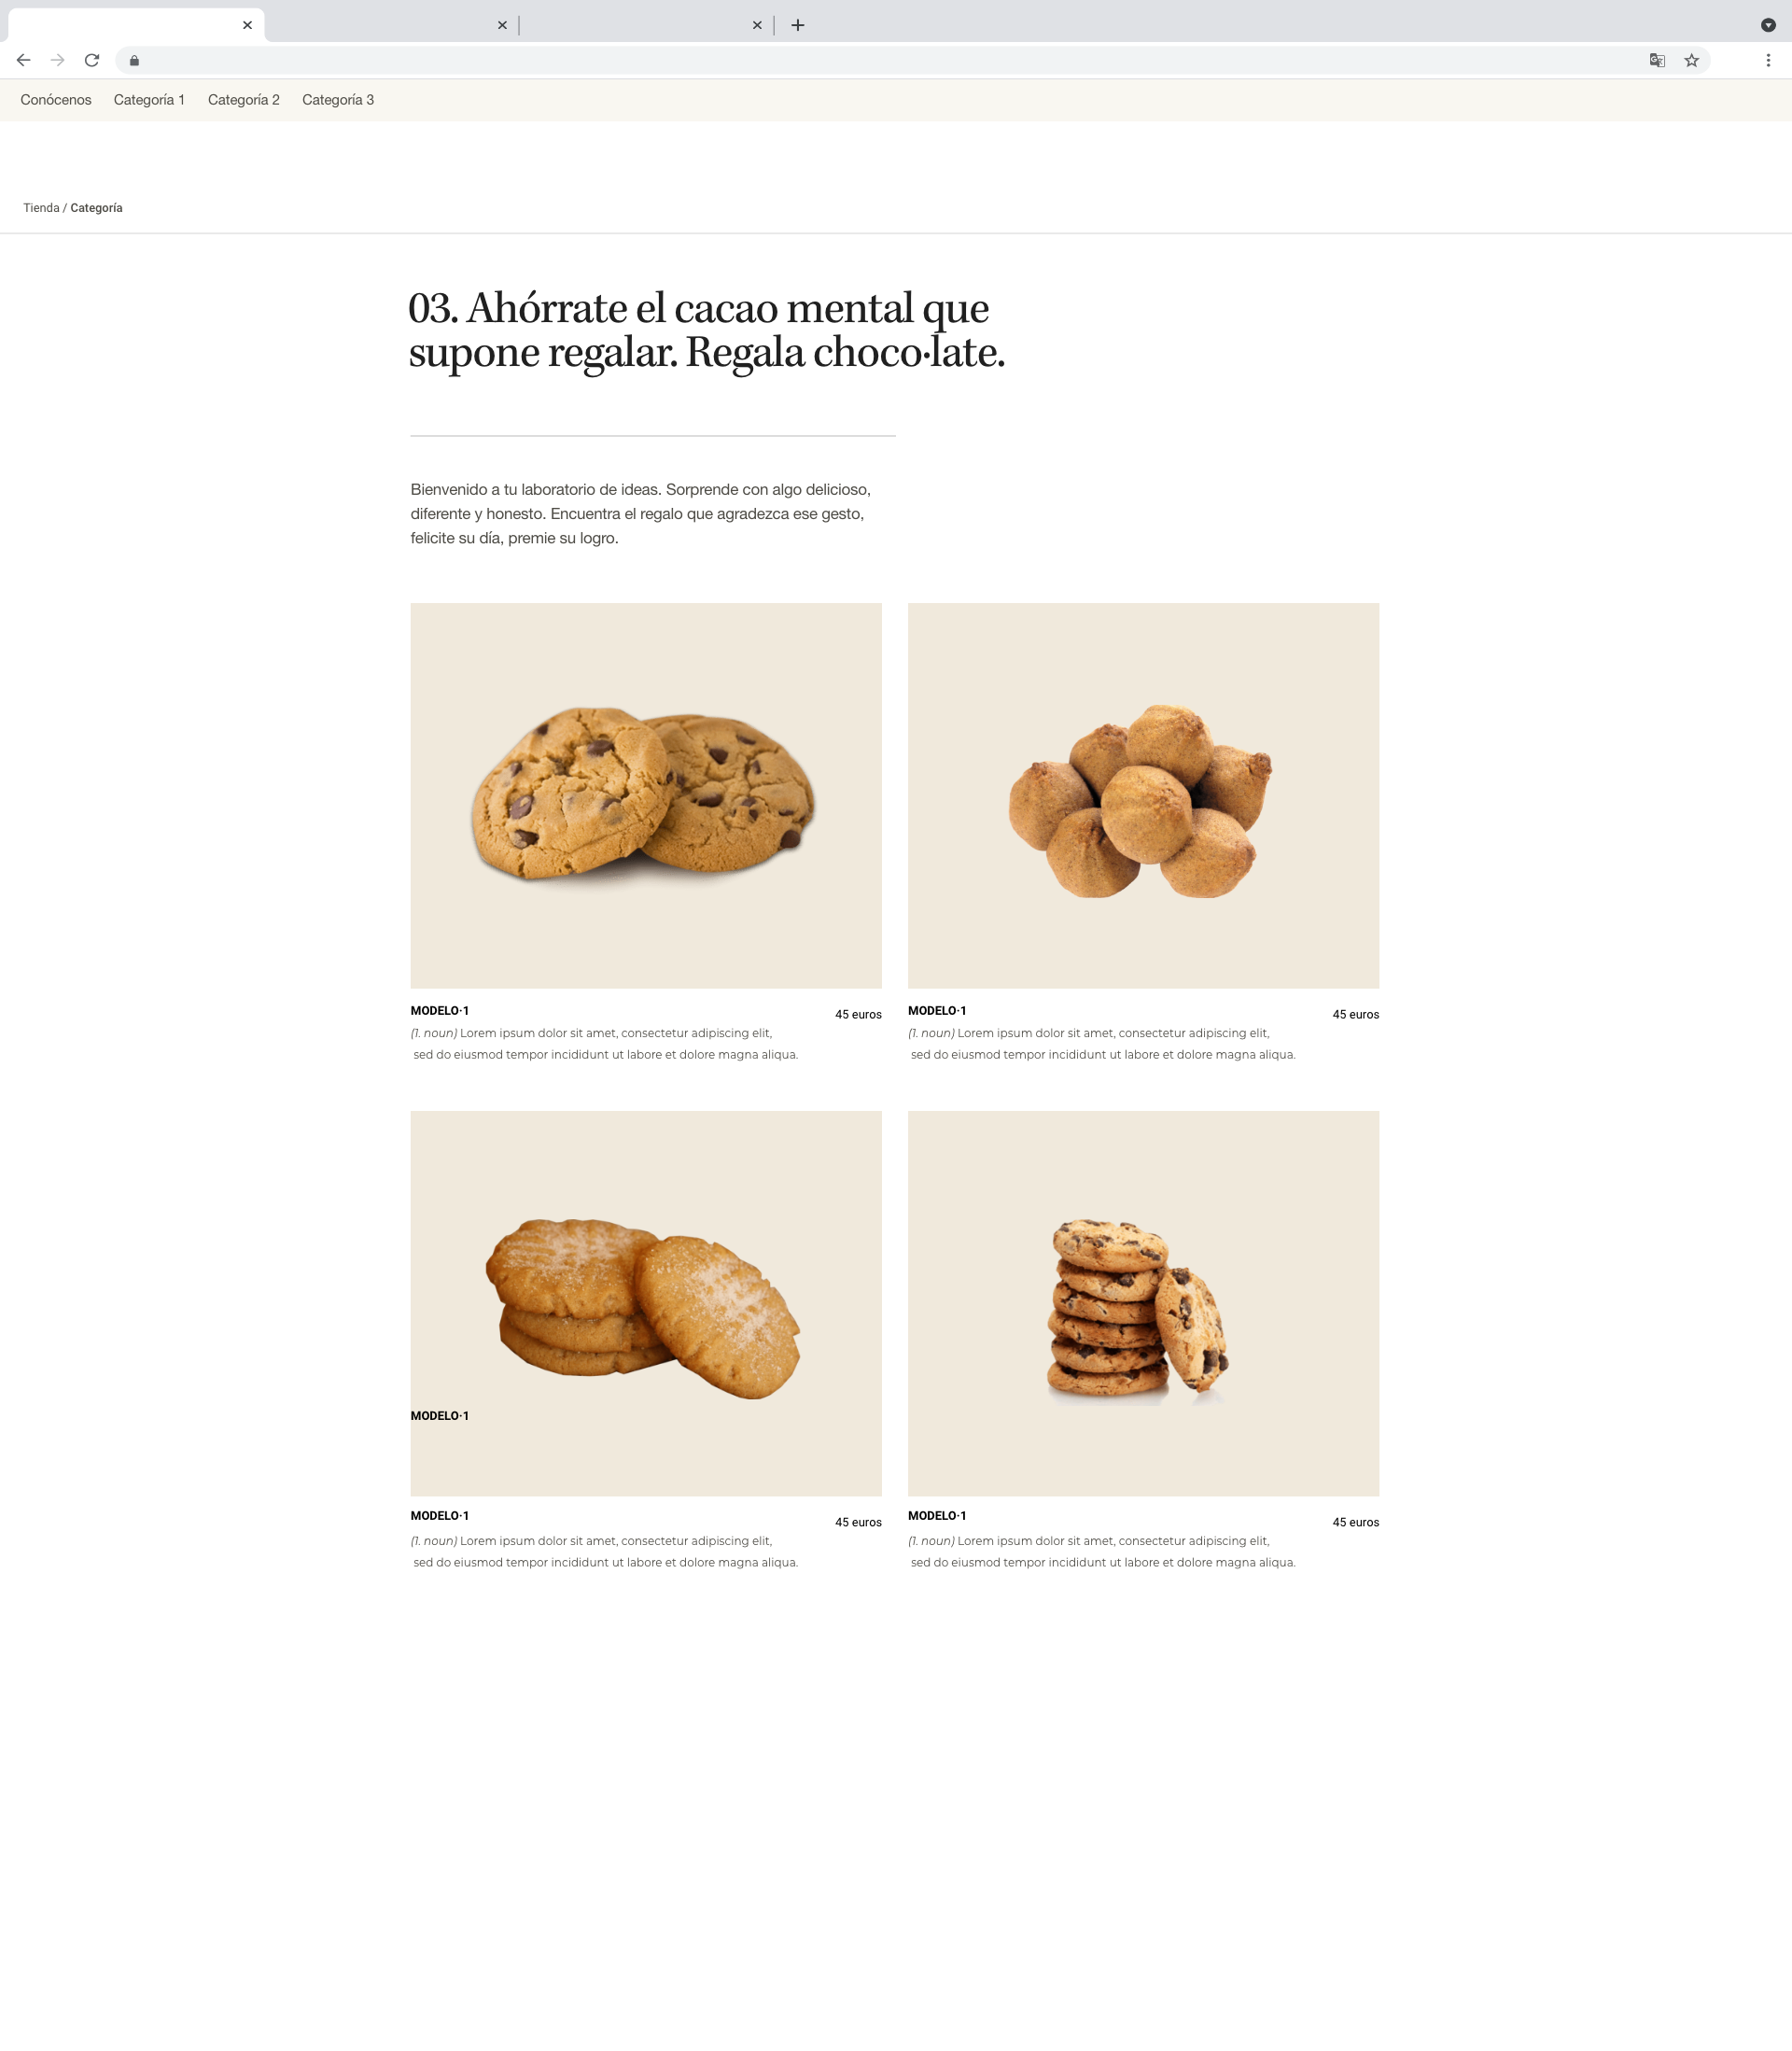 Conócenos Categoría 1 Categoría 2 Categoría 3
Tienda / Categoría
03. Ahórrate el cacao mental que
supone regalar. Regala choco·late.
Bienvenido a tu laboratorio de ideas. Sorprende con algo delicioso,
diferente y honesto. Encuentra el regalo que agradezca ese gesto,
felicite su día, premie su logro.
MODELO·1
45 euros
(1. noun) Lorem ipsum dolor sit amet, consectetur adipiscing elit,
sed do eiusmod tempor incididunt ut labore et dolore magna aliqua.
MODELO·1
45 euros
(1. noun) Lorem ipsum dolor sit amet, consectetur adipiscing elit,
sed do eiusmod tempor incididunt ut labore et dolore magna aliqua.
MODELO·1
MODELO·1
45 euros
(1. noun) Lorem ipsum dolor sit amet, consectetur adipiscing elit,
sed do eiusmod tempor incididunt ut labore et dolore magna aliqua.
MODELO·1
45 euros
(1. noun) Lorem ipsum dolor sit amet, consectetur adipiscing elit,
sed do eiusmod tempor incididunt ut labore et dolore magna aliqua.